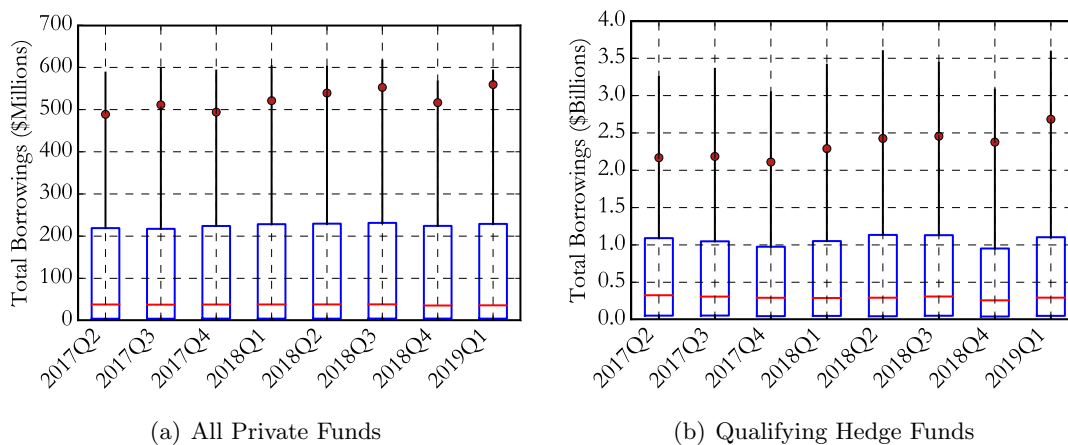 Total Borrowings ($Millions)
700
600
500
400
300
200
100
0
2017Q2
2017Q3
2017Q4
2018Q1
2018Q2
2018Q3
2018Q4
2019Q1
(a) All Private Funds
Total Borrowings ($Billions)
4.0
3.5
3.0
2.5
2.0
1.5
1.0
0.5
0.0
2017Q2
2017Q3
2017Q4
2018Q1
2018Q2
2018Q3
2018Q4
2019Q1
(b) Qualifying Hedge Funds